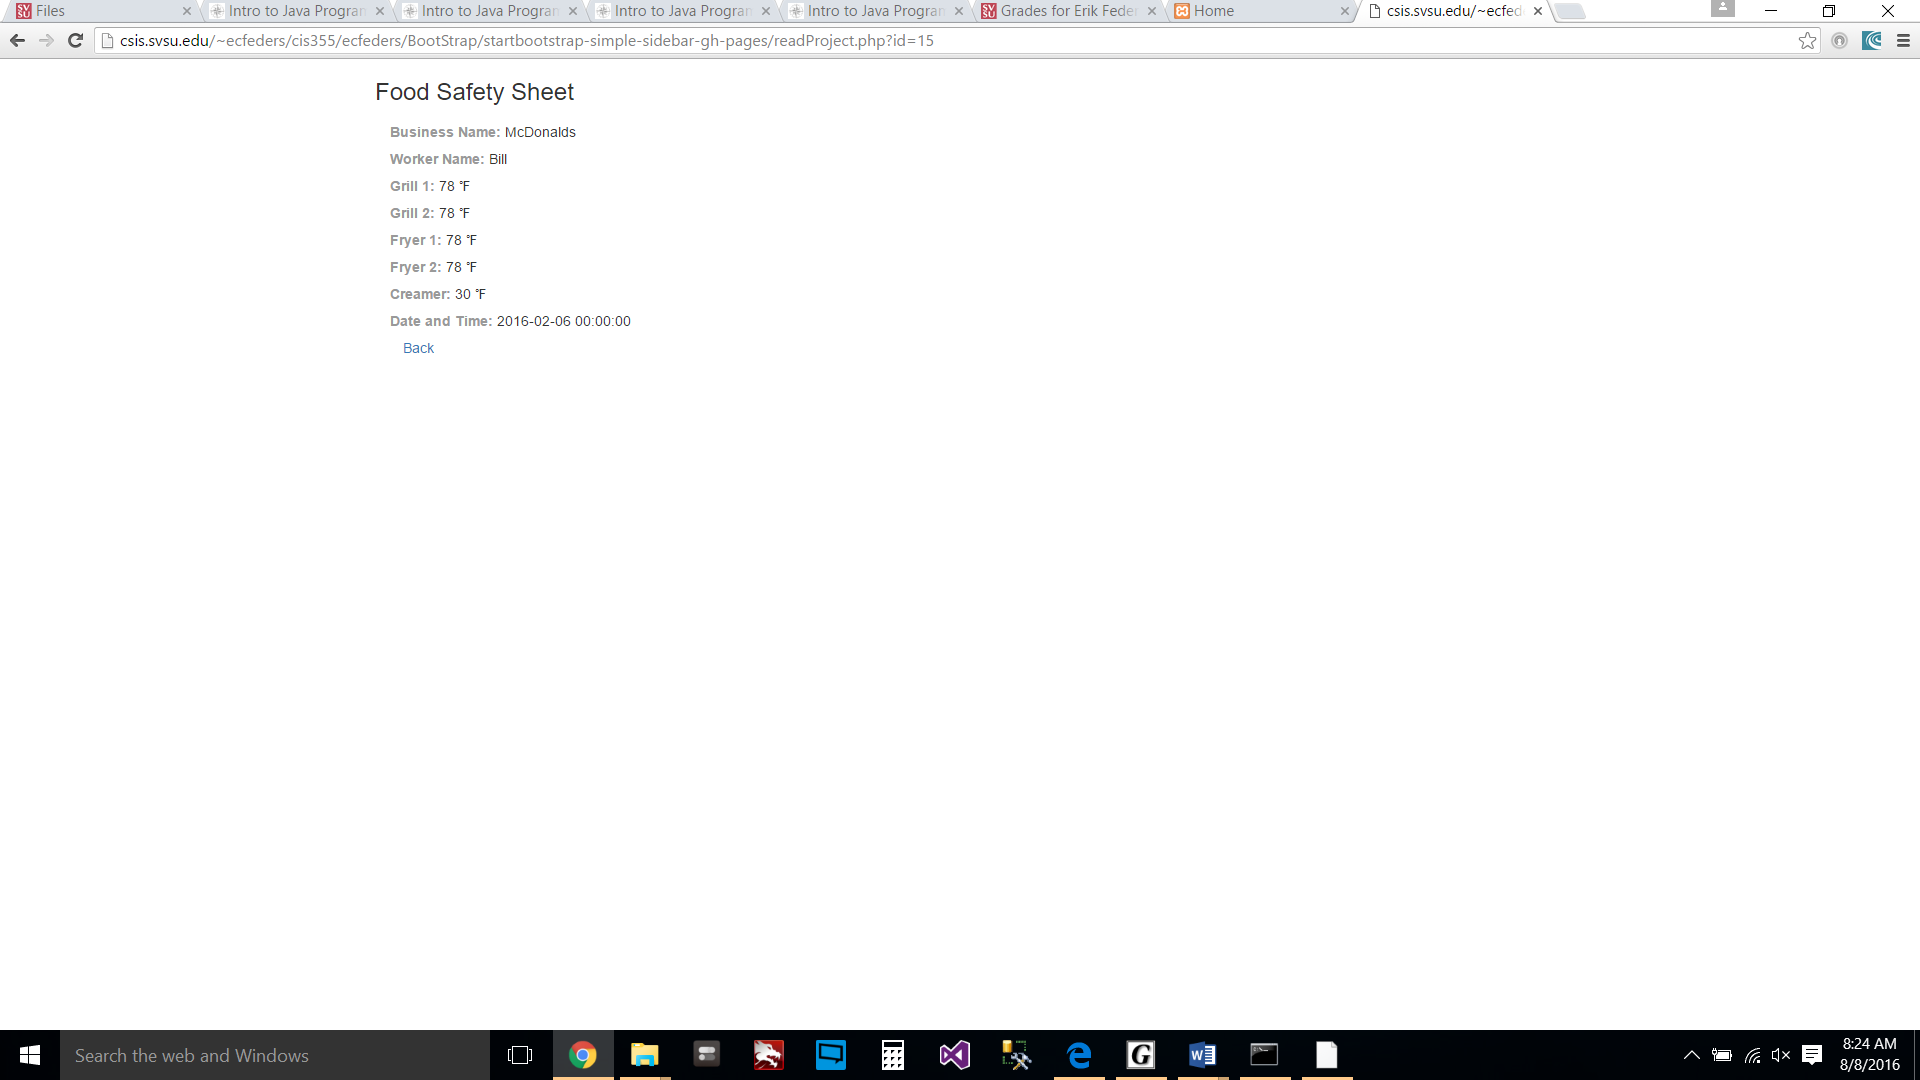 Files
Intro to Java Program
Intro to Java Program
Intro to Java Program
Intro to Java Program
Grades for Erik Feder
Home
csis.svsu.edu/~ecfed
csis.svsu.edu/~ecfeders/cis355/ecfeders/BootStrap/startbootstrap-simple-sidebar-gh-pages/readProject.php?id=15
Food Safety Sheet
Business Name: McDonalds
Worker Name: Bill
Grill 1: 78 °F
Grill 2: 78 °F
Fryer 1: 78 °F
Fryer 2: 78 °F
Creamer: 30 °F
Date and Time: 2016-02-06 00:00:00
Back
Search the web and Windows
8:24 AM
8/8/2016